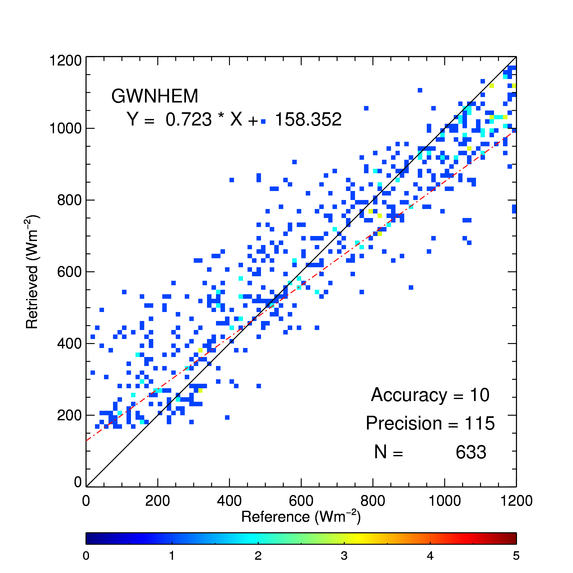 1200
1000
800
600
400
200
0
Retrieved (Wm⁻²)
GWNHEM
Y = 0.723 * X + 158.352
Accuracy = 10
Precision = 115
N = 633
0 200 400 600 800 1000 1200
Reference (Wm⁻²)
0 1 2 3 4 5